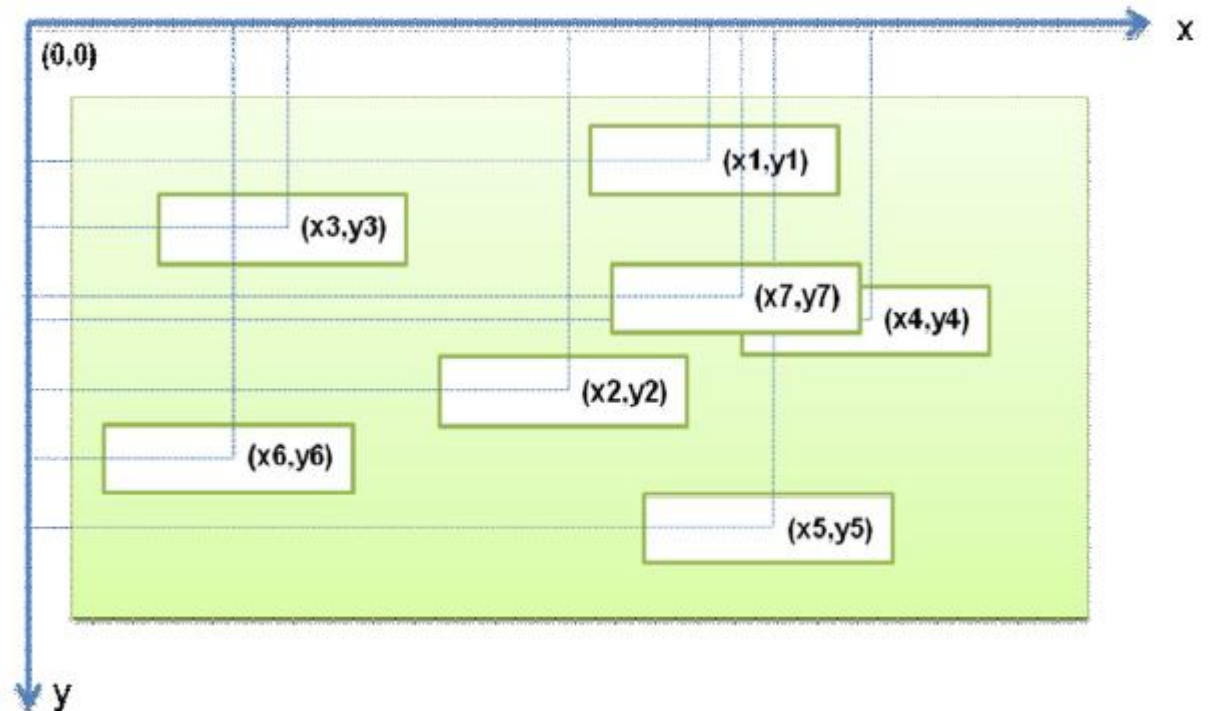 x
(0,0)
(x1,y1)
(x3,y3)
(x7,y7)
(x4,y4)
(x2,y2)
(x6,y6)
(x5,y5)
y